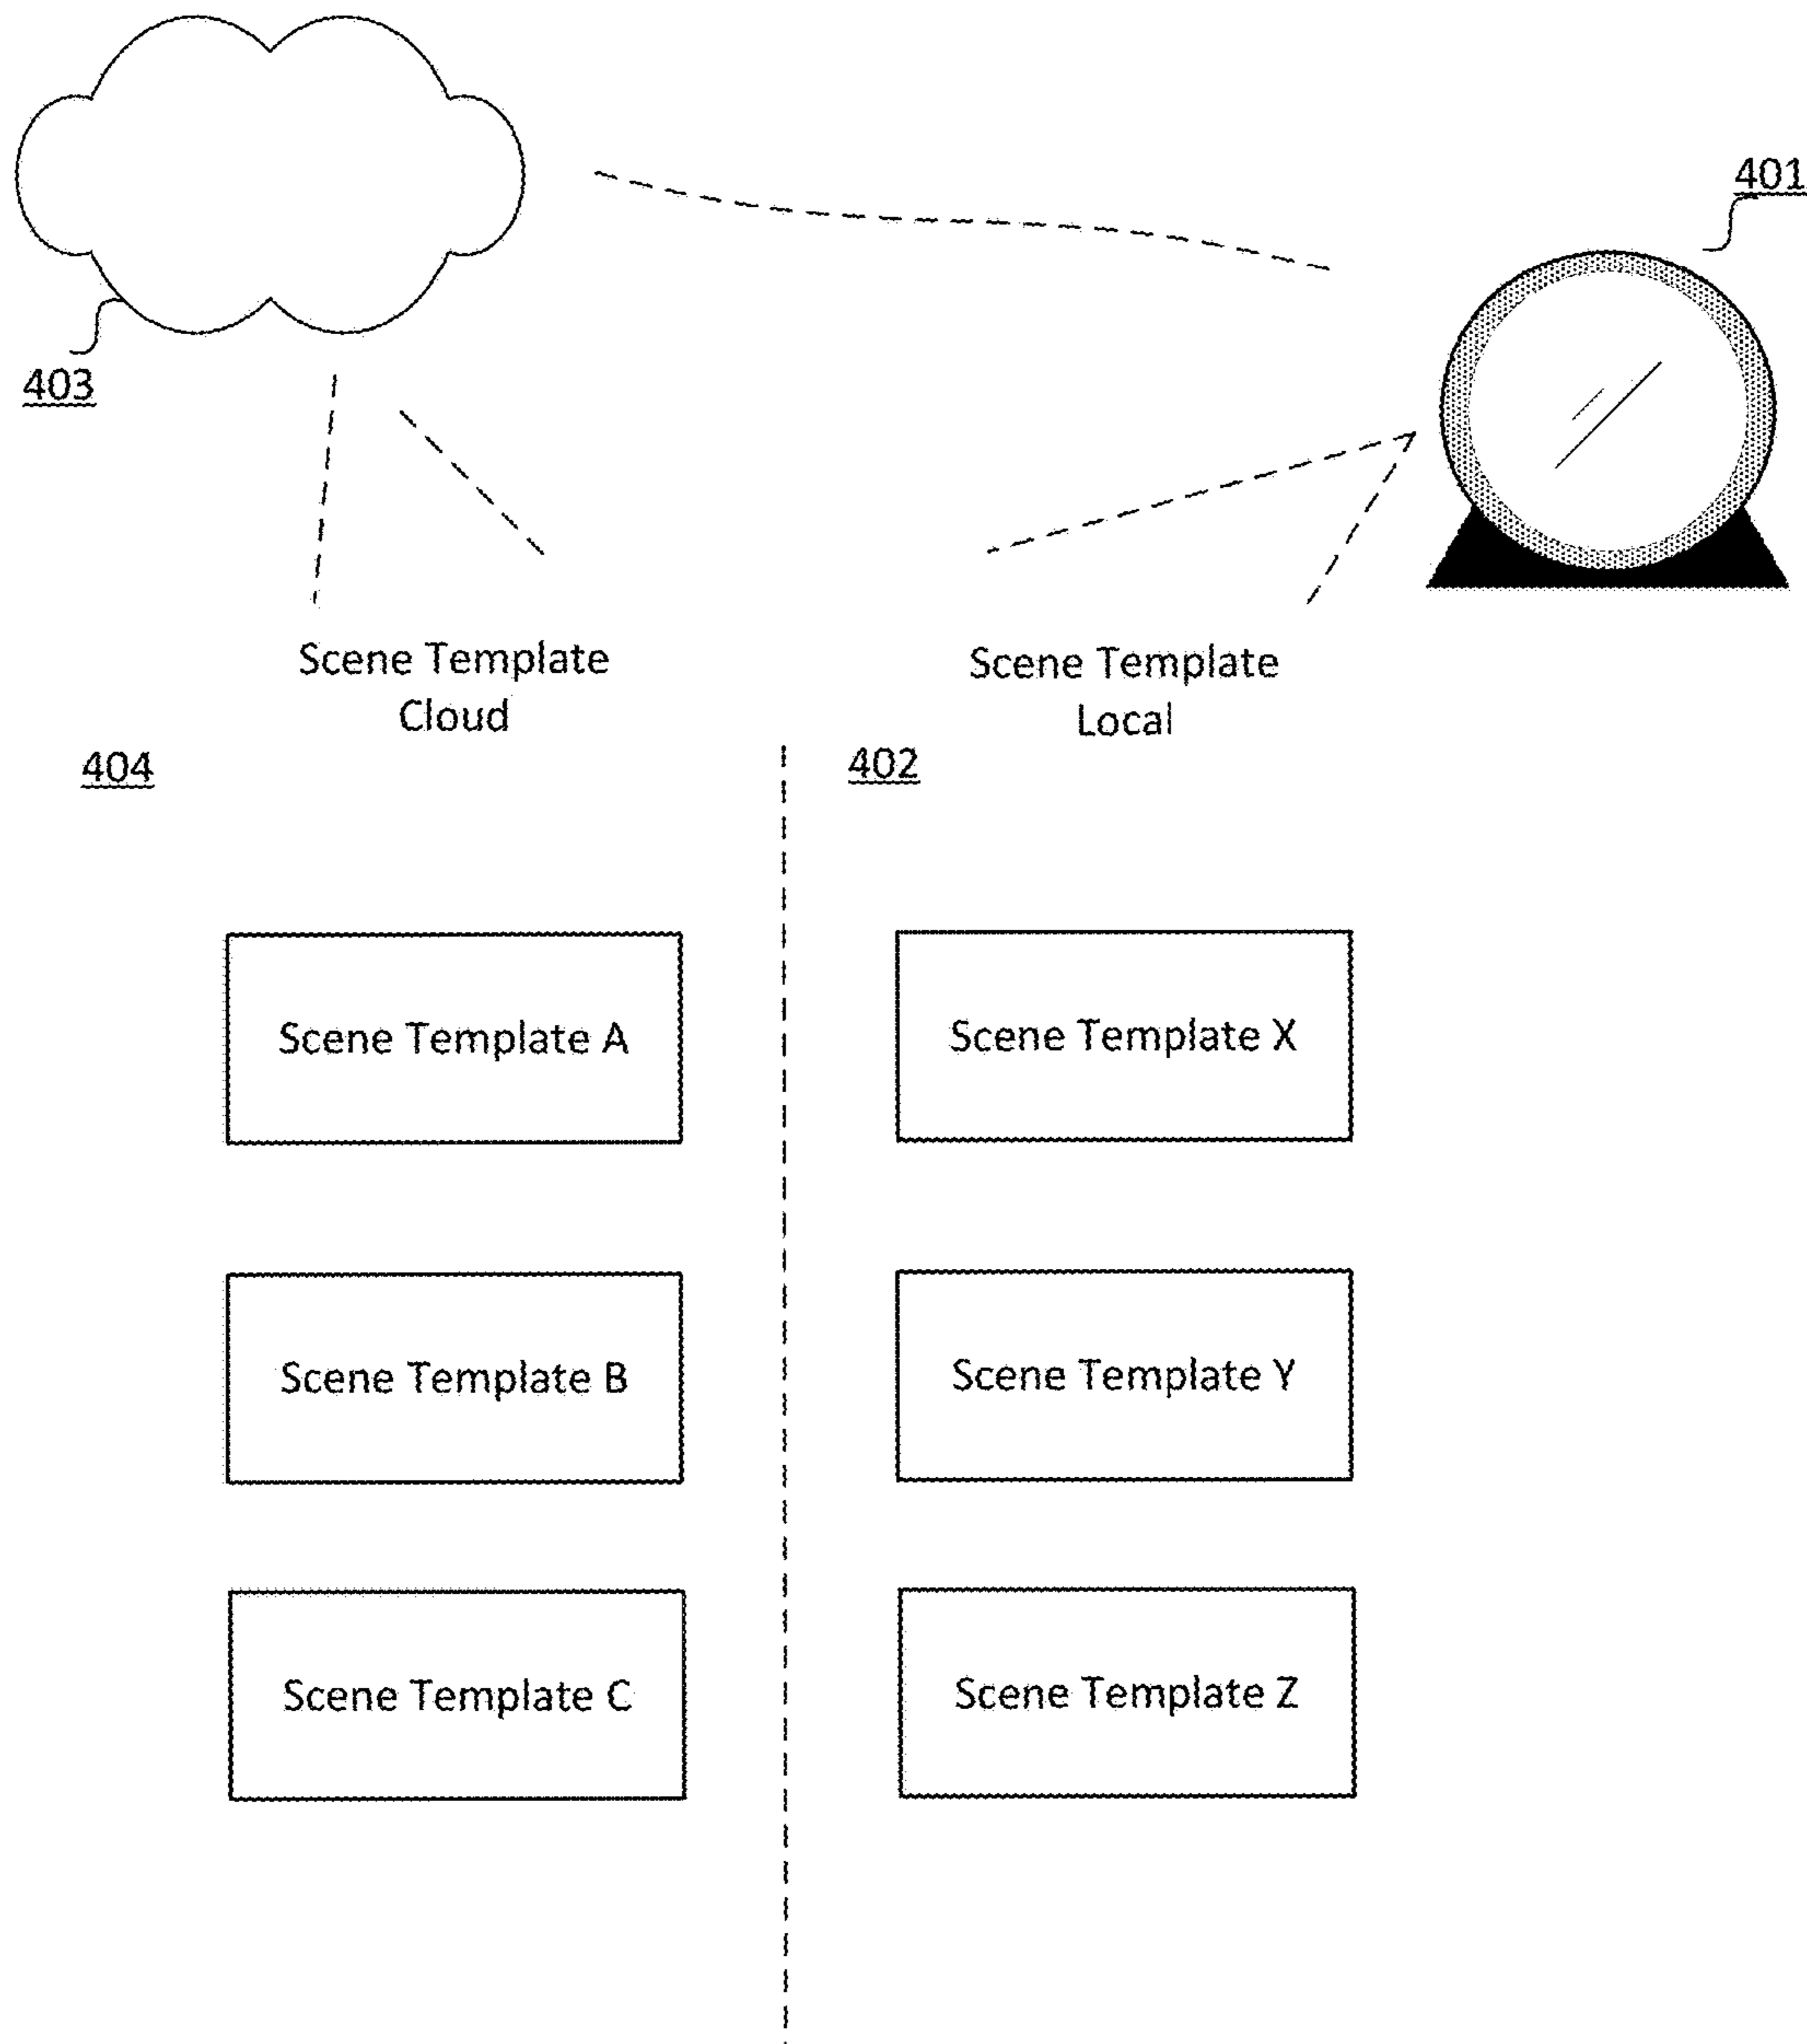 401
403
Scene Template
Cloud
Scene Template
Local
404
402
Scene Template A
Scene Template X
Scene Template B
Scene Template Y
Scene Template C
Scene Template Z